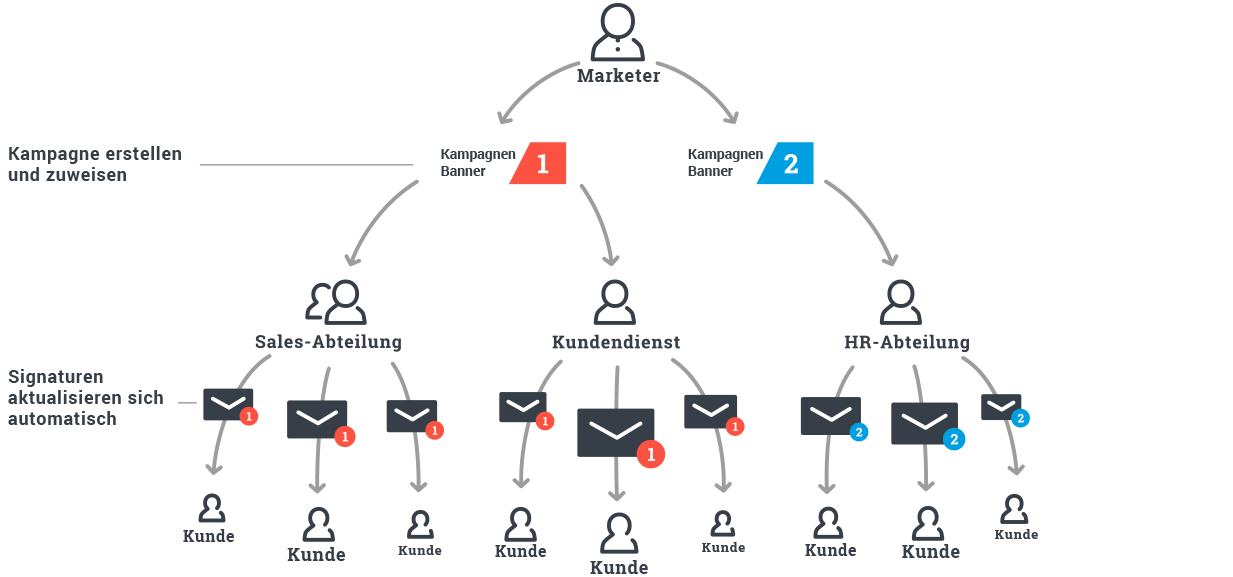 Marketer
Kampagne erstellen
und zuweisen
Kampagnen
Banner
1
Kampagnen
Banner
2
Sales-Abteilung
Kundendienst
HR-Abteilung
Signaturen
aktualisieren sich
automatisch
1
1
1
1
1
1
2
2
2
Kunde
Kunde
Kunde
Kunde
Kunde
Kunde
Kunde
Kunde
Kunde